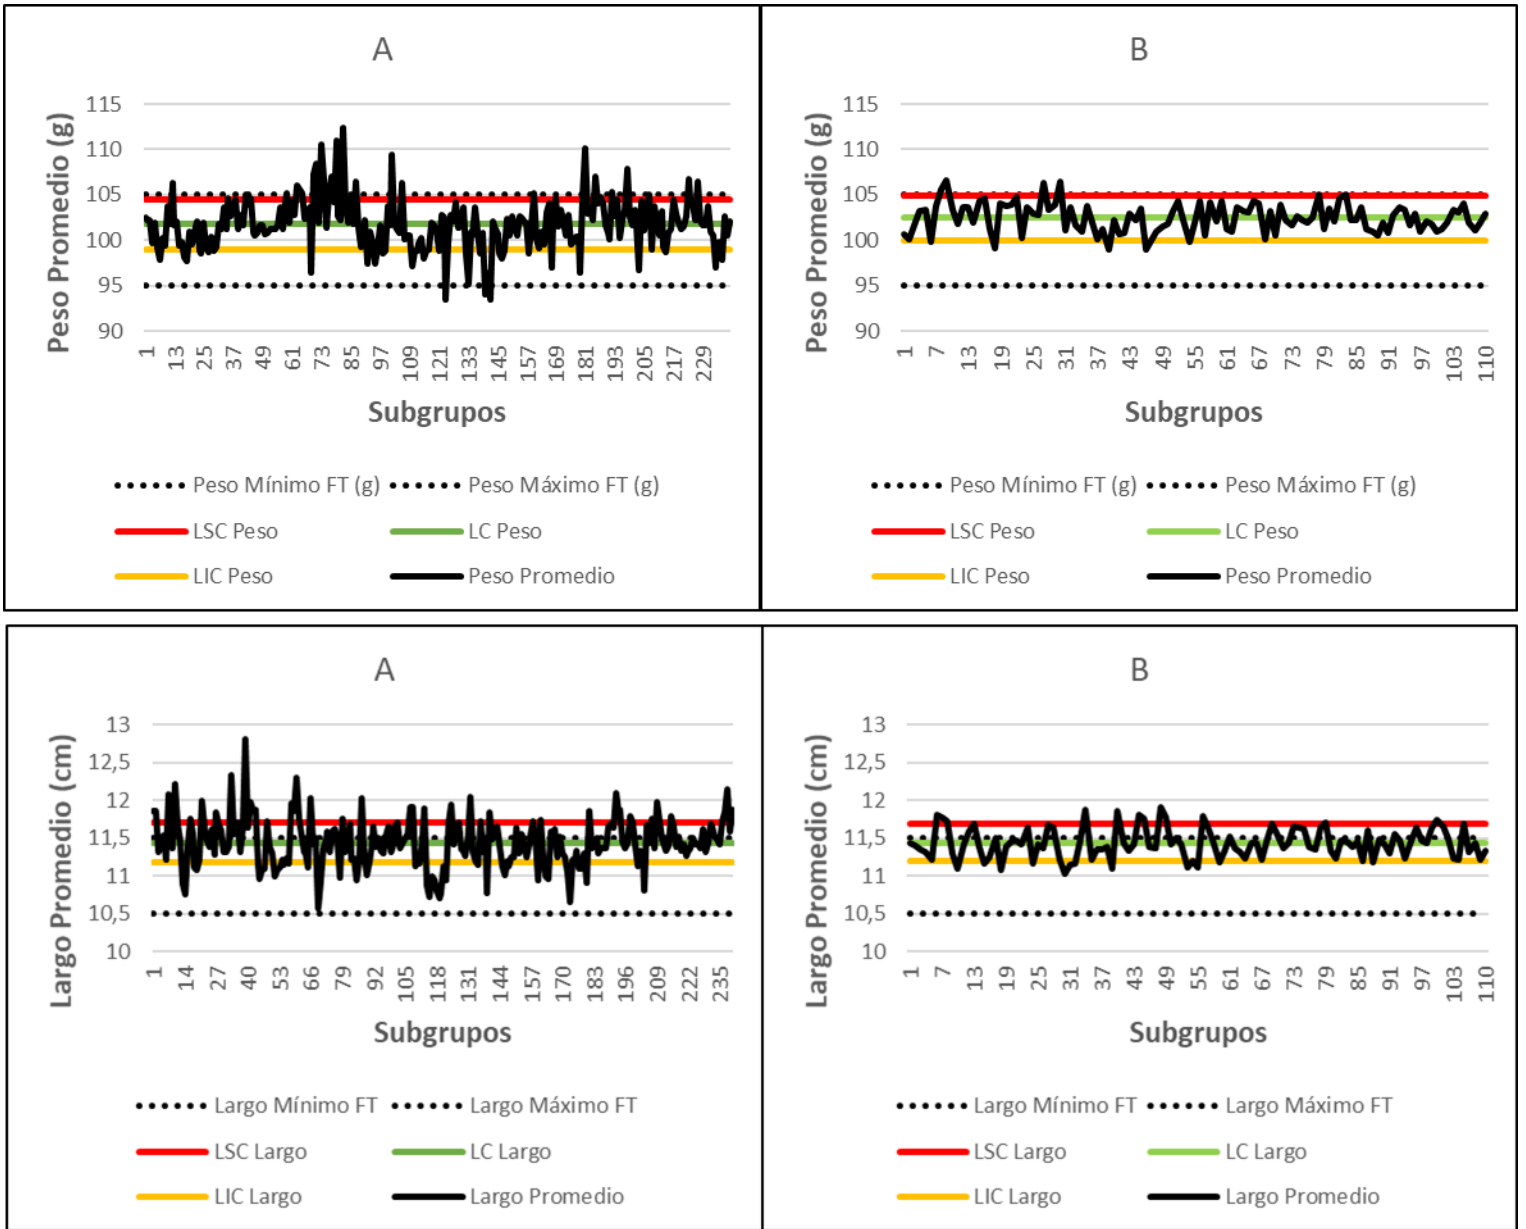 A
Peso Promedio (g)
115
110
105
100
95
90
1 13 25 37 49 61 73 85 97 109 121 133 145 157 169 181 193 205 217 229
Subgrupos
Peso Mínimo FT (g) Peso Máximo FT (g)
LSC Peso LC Peso
LIC Peso Peso Promedio
B
Peso Promedio (g)
115
110
105
100
95
90
1 7 13 19 25 31 37 43 49 55 61 67 73 79 85 91 97 103 110
Subgrupos
Peso Mínimo FT (g) Peso Máximo FT (g)
LSC Peso LC Peso
LIC Peso Peso Promedio
A
Largo Promedio (cm)
13
12,5
12
11,5
11
10,5
10
1 14 27 40 53 66 79 92 105 118 131 144 157 170 183 196 209 222 235
Subgrupos
Largo Mínimo FT Largo Máximo FT
LSC Largo LC Largo
LIC Largo Largo Promedio
B
Largo Promedio (cm)
13
12,5
12
11,5
11
10,5
10
1 7 13 19 25 31 37 43 49 55 61 67 73 79 85 91 97 103 110
Subgrupos
Largo Mínimo FT Largo Máximo FT
LSC Largo LC Largo
LIC Largo Largo Promedio